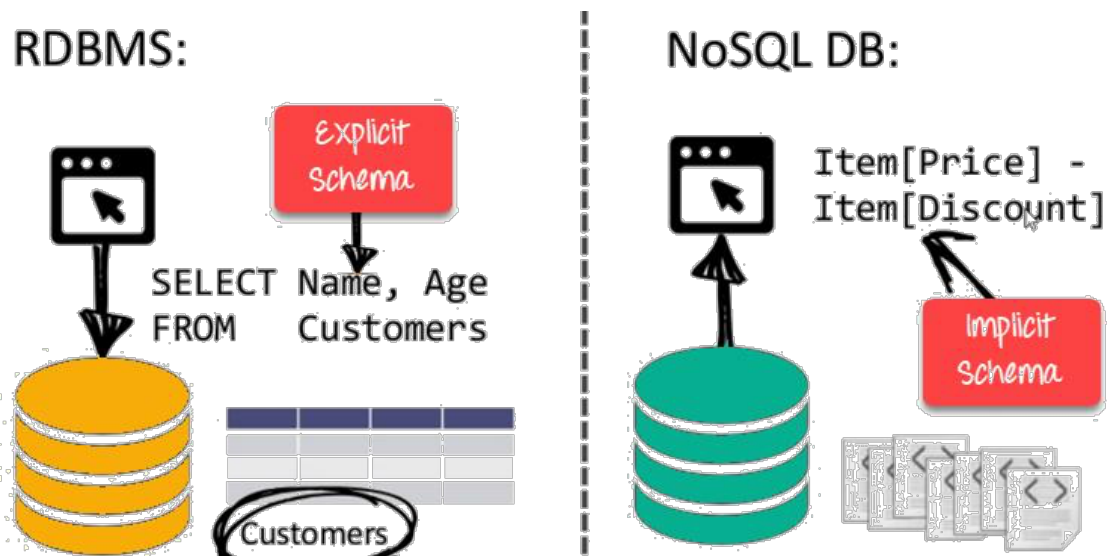 RDBMS:
Explicit
Schema
SELECT Name, Age
FROM Customers
Customers
NoSQL DB:
Item[Price] -
Item[Discount]
Implicit
Schema